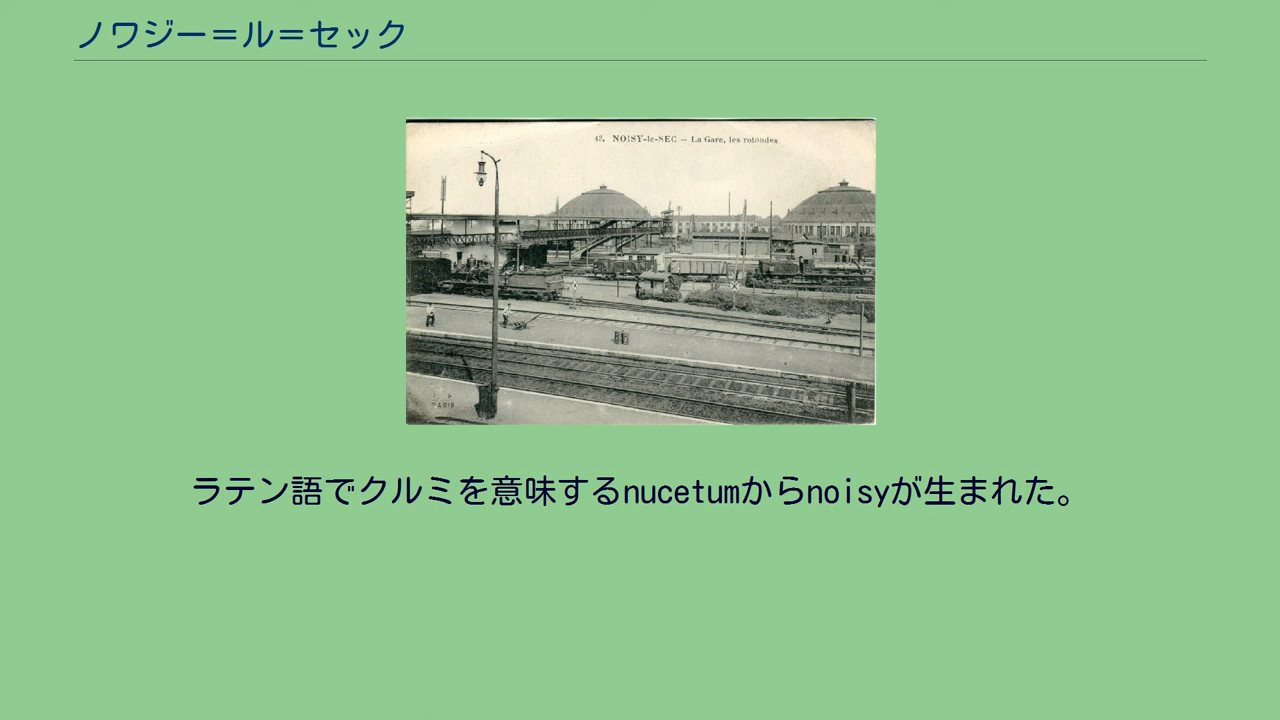 ノワジー＝ル＝セック
48. NOISY-le-SEC — La Gare, les rotondes
PARIS
ラテン語でクルミを意味するnucetumからnoisyが生まれた。